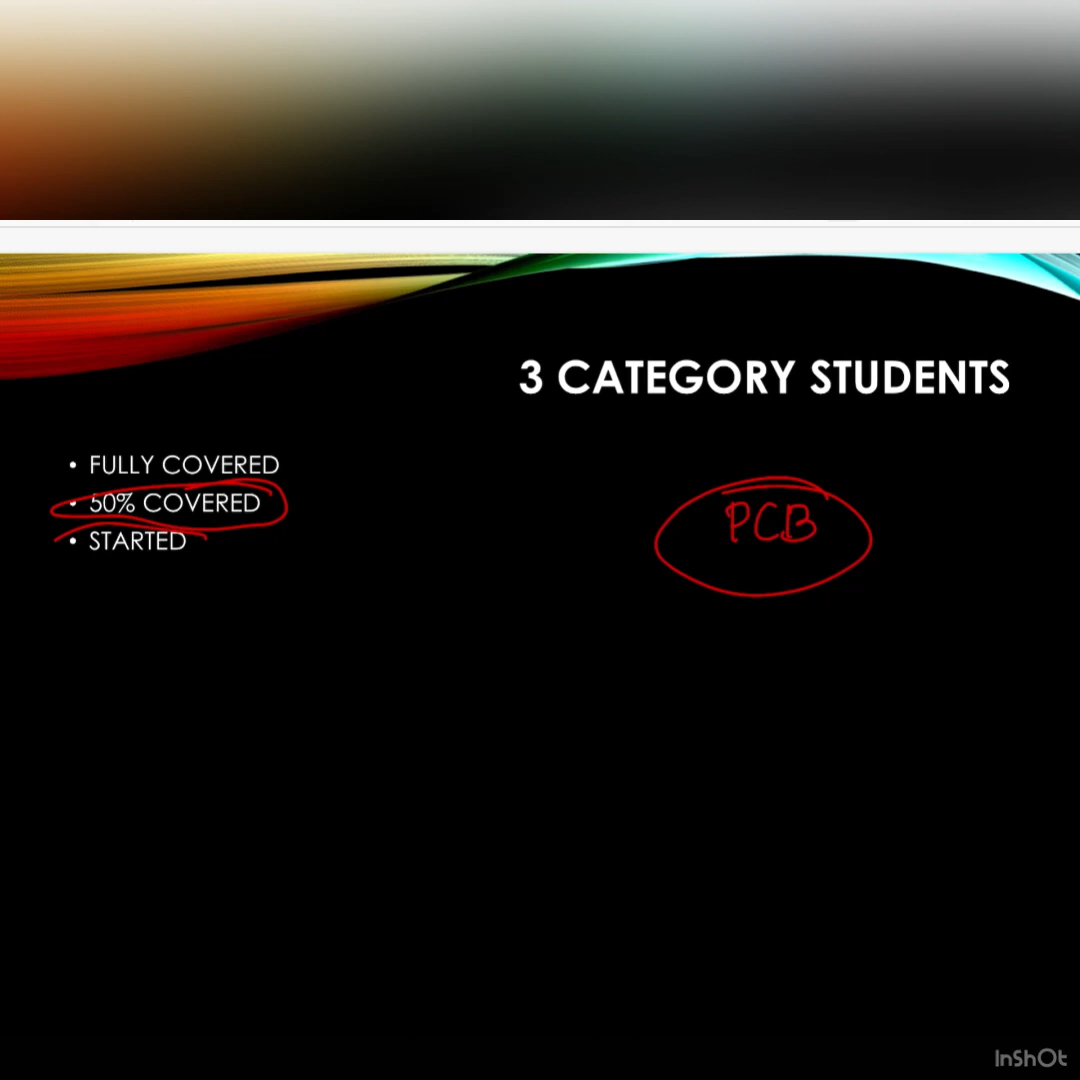 3 CATEGORY STUDENTS
• FULLY COVERED
• 50% COVERED
• STARTED
PCB
InShOt